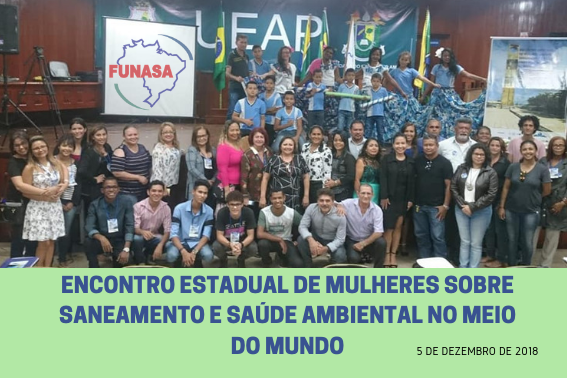 UEAP
FUNASA
ENCONTRO ESTADUAL DE MULHERES SOBRE
SANEAMENTO E SAÚDE AMBIENTAL NO MEIO
DO MUNDO
5 DE DEZEMBRO DE 2018